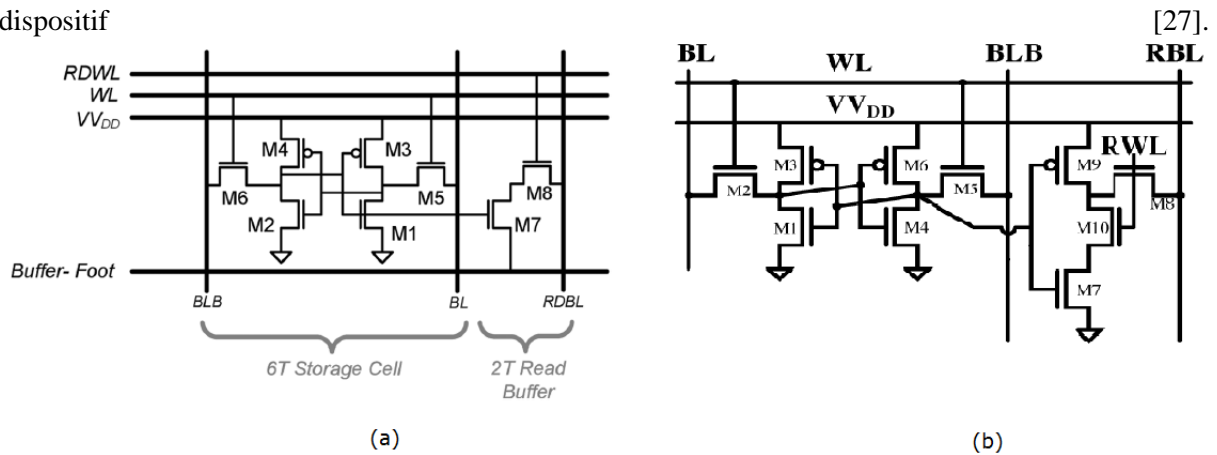 dispositif [27].
RDWL
WL
VVDD
M4
M3
M6
M5
M8
M2
M1
M7
Buffer- Foot
BLB
BL
RDBL
6T Storage Cell
2T Read
Buffer
(a)
BL
BLB
RBL
WL
VVDD
RWL
M3
M6
M9
M2
M5
M8
M1
M4
M10
M7
(b)